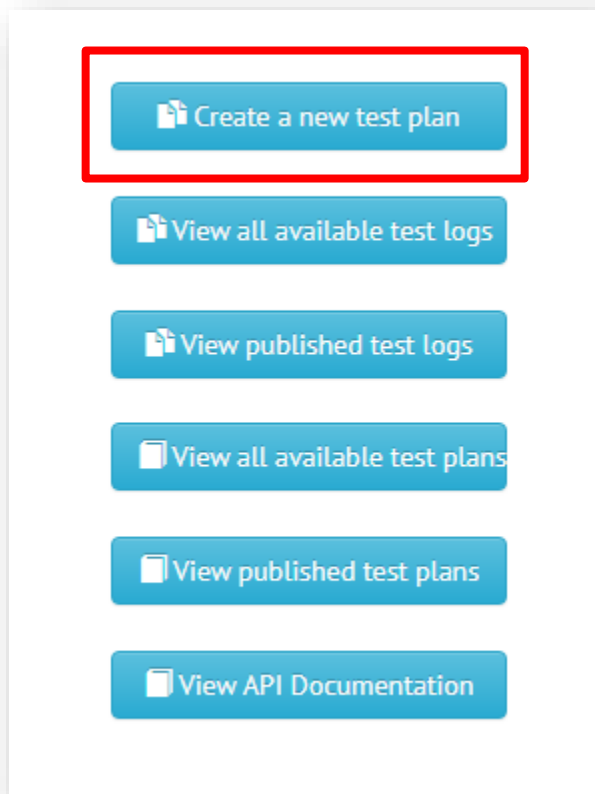 Create a new test plan
View all available test logs
View published test logs
View all available test plans
View published test plans
View API Documentation